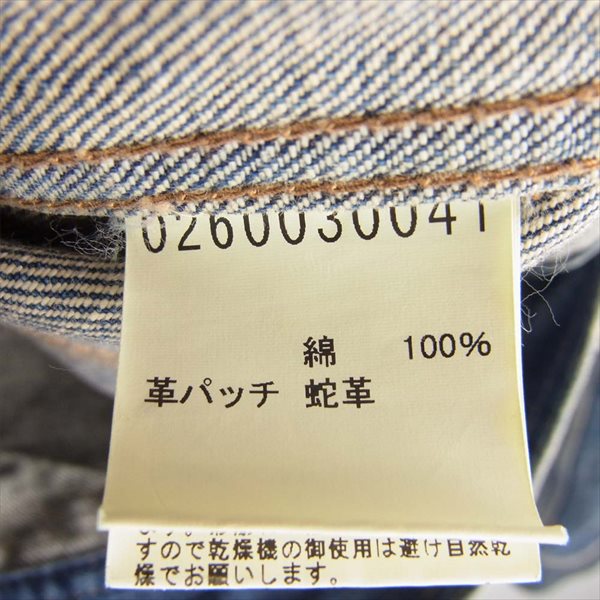 0260030041
綿 100%
革パッチ 蛇革
すので乾燥機の御使用は避け自然乾
燥でお願いします。